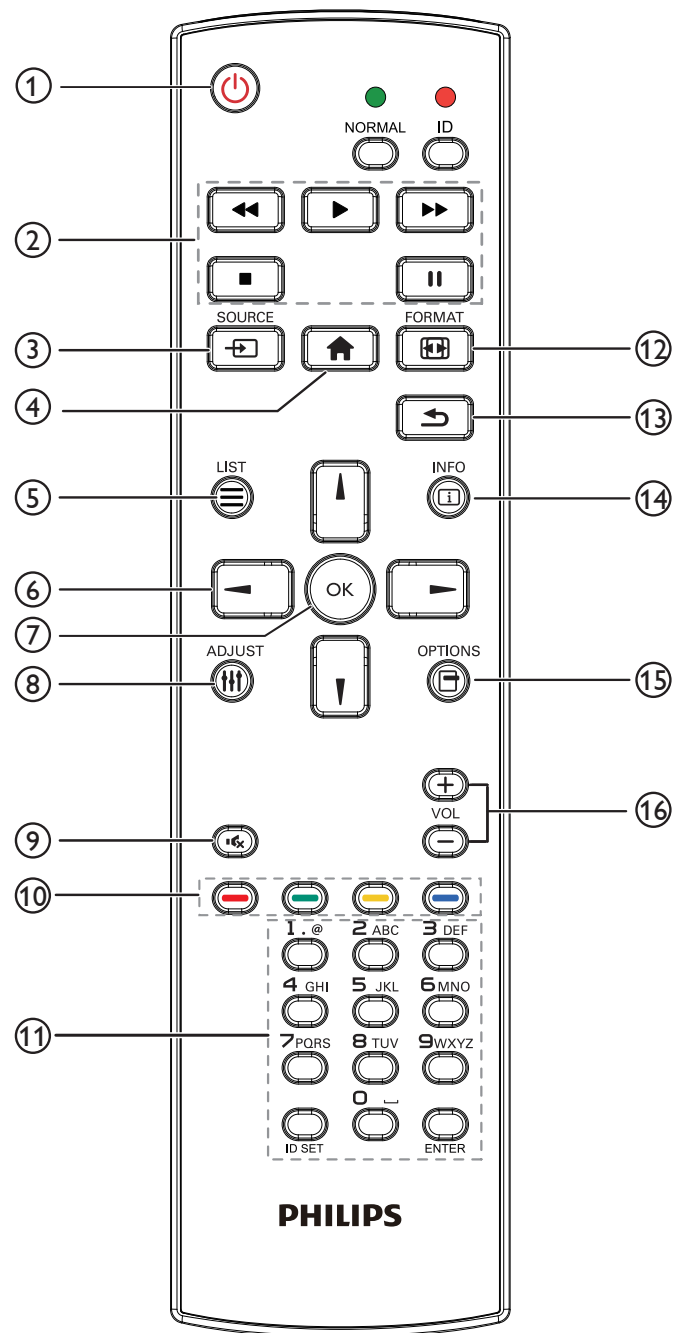 1
NORMAL ID
2
SOURCE FORMAT
3
12
4
13
LIST INFO
5
14
6
OK
7
ADJUST OPTIONS
8
15
+
VOL
16
9
−
10
1 . @ 2 ABC 3 DEF
4 GHI 5 JKL 6 MNO
11
7 PQRS 8 TUV 9 WXYZ
0 ⎵
ID SET ENTER
PHILIPS